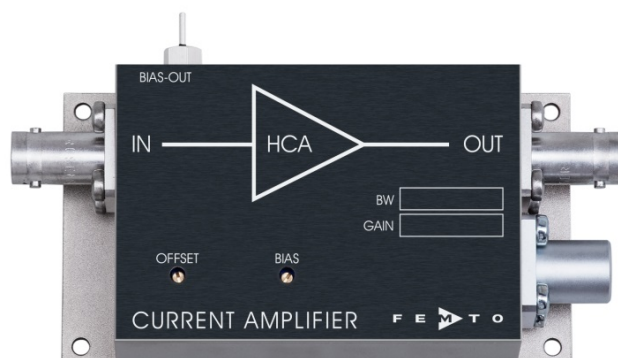 BIAS-OUT
IN HCA OUT
BW
GAIN
OFFSET BIAS
CURRENT AMPLIFIER FEMTO